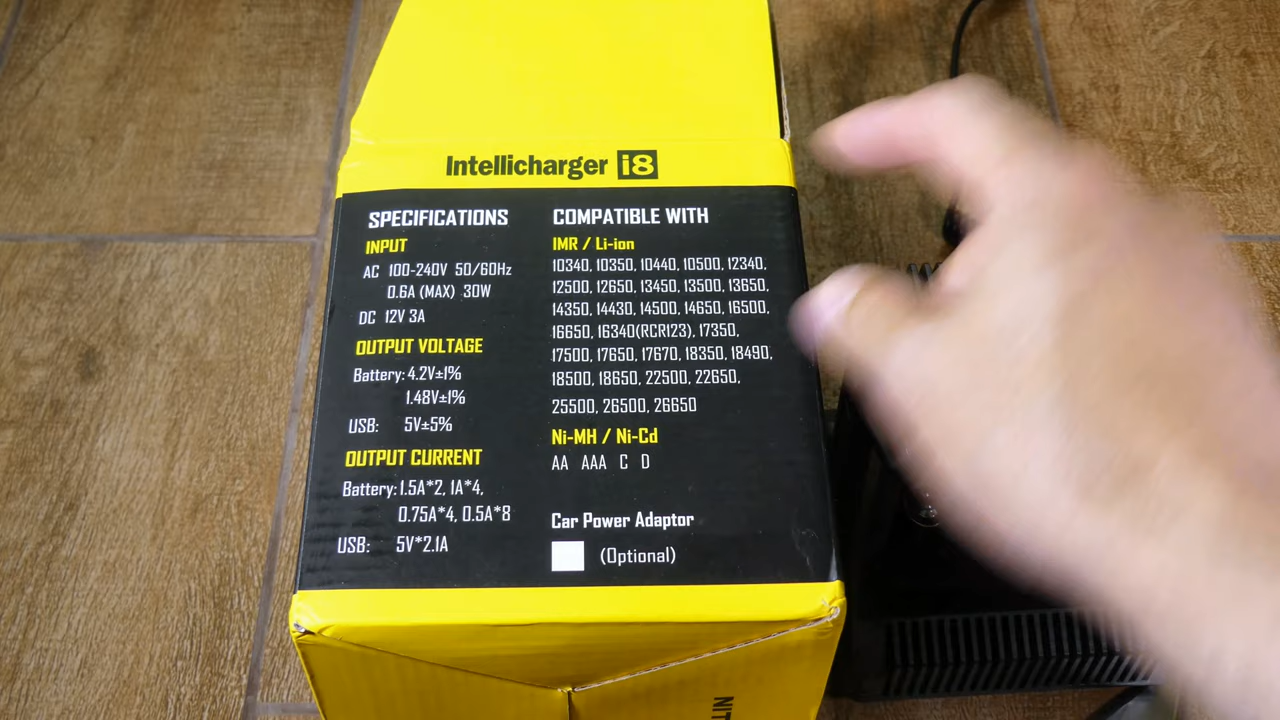 Intellicharger i8
SPECIFICATIONS
INPUT
AC 100-240V 50/60Hz
0.6A (MAX) 30W
DC 12V 3A
OUTPUT VOLTAGE
Battery: 4.2V±1%
1.48V±1%
USB: 5V±5%
OUTPUT CURRENT
Battery: 1.5A*2, 1A*4,
0.75A*4, 0.5A*8
USB: 5V*2.1A
COMPATIBLE WITH
IMR / Li-ion
10340, 10350, 10440, 10500, 12340,
12500, 12650, 13450, 13500, 13650,
14350, 14430, 14500, 14650, 16500,
16650, 16340(RCR123), 17350,
17500, 17650, 17670, 18350, 18490,
18500, 18650, 22500, 22650,
25500, 26500, 26650
Ni-MH / Ni-Cd
AA AAA C D
Car Power Adaptor
(Optional)
NIT